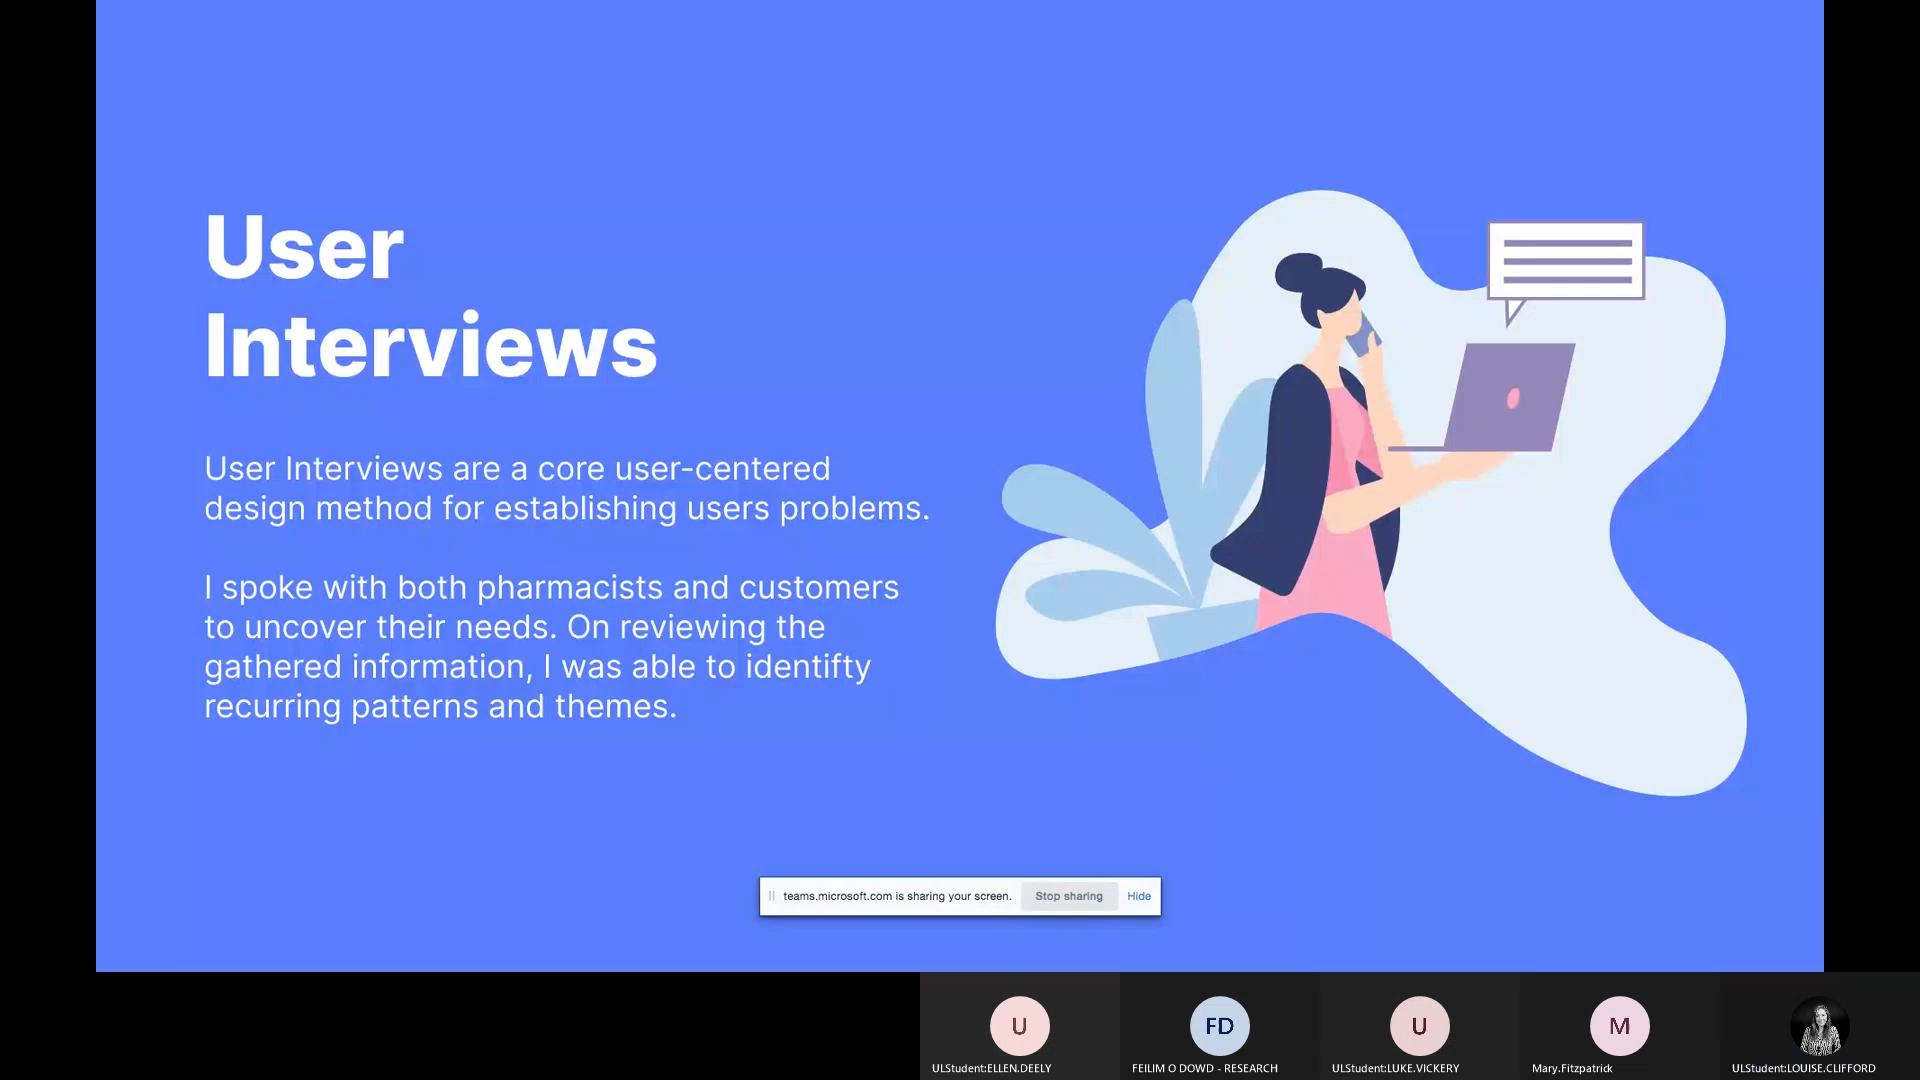 User
Interviews
User Interviews are a core user-centered
design method for establishing users problems.
I spoke with both pharmacists and customers
to uncover their needs. On reviewing the
gathered information, I was able to identifty
recurring patterns and themes.
teams.microsoft.com is sharing your screen. Stop sharing Hide
U FD U M
ULStudent:ELLEN.DEELY FEILIM O DOWD - RESEARCH ULStudent:LUKE.VICKERY Mary.Fitzpatrick ULStudent:LOUISE.CLIFFORD